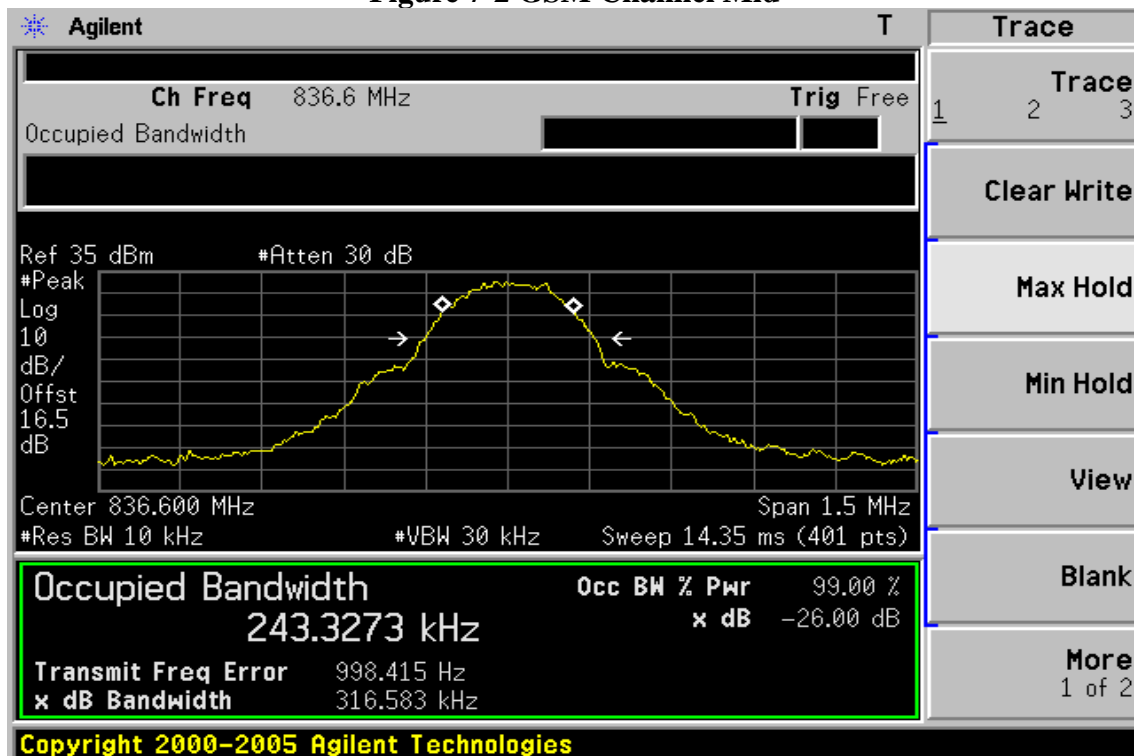 Agilent T Trace
Ch Freq 836.6 MHz Trig Free
Occupied Bandwidth
Trace
1 2 3
Clear Write
Max Hold
Min Hold
View
Blank
More
1 of 2
Ref 35 dBm #Atten 30 dB
#Peak
Log
10
dB/
Offst
16.5
dB
Center 836.600 MHz Span 1.5 MHz
#Res BW 10 kHz #VBW 30 kHz Sweep 14.35 ms (401 pts)
Occupied Bandwidth Occ BW % Pwr 99.00 %
243.3273 kHz x dB -26.00 dB
Transmit Freq Error 998.415 Hz
x dB Bandwidth 316.583 kHz
Copyright 2000-2005 Agilent Technologies